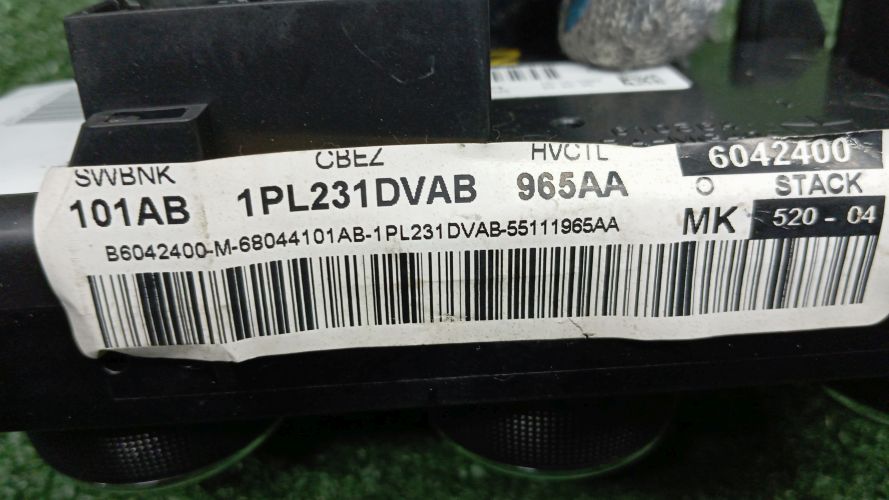 SWBNK CBEZ HVCTL 6042400
101AB 1PL231DVAB 965AA STACK
B6042400-M-68044101AB-1PL231DVAB-55111965AA MK 520 - 04